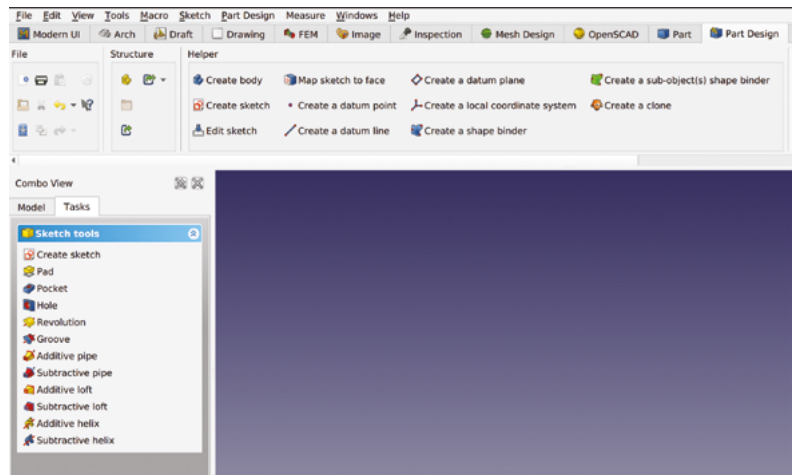 File Edit View Tools Macro Sketch Part Design Measure Windows Help
Modern UI Arch Draft Drawing FEM Image Inspection Mesh Design OpenSCAD Part Part Design
File Structure Helper
Create body Map sketch to face Create a datum plane Create a sub-object(s) shape binder
Create sketch Create a datum point Create a local coordinate system Create a clone
Edit sketch Create a datum line Create a shape binder
Combo View
Model Tasks
Sketch tools
Create sketch
Pad
Pocket
Hole
Revolution
Groove
Additive pipe
Subtractive pipe
Additive loft
Subtractive loft
Additive helix
Subtractive helix